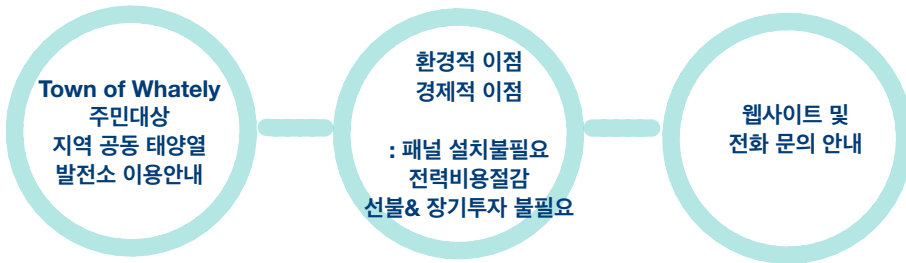 Town of Whately
주민대상
지역 공동 태양열
발전소 이용안내
환경적 이점
경제적 이점
: 패널 설치불필요
전력비용절감
선불& 장기투자 불필요
웹사이트 및
전화 문의 안내